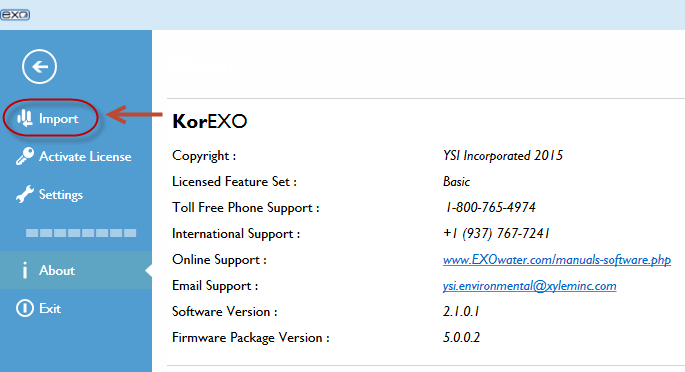 exo
Import
Activate License
Settings
About
Exit
KorEXO
Copyright : YSI Incorporated 2015
Licensed Feature Set : Basic
Toll Free Phone Support : 1-800-765-4974
International Support : +1 (937) 767-7241
Online Support : www.EXOwater.com/manuals-software.php
Email Support : ysi.environmental@xyleminc.com
Software Version : 2.1.0.1
Firmware Package Version : 5.0.0.2